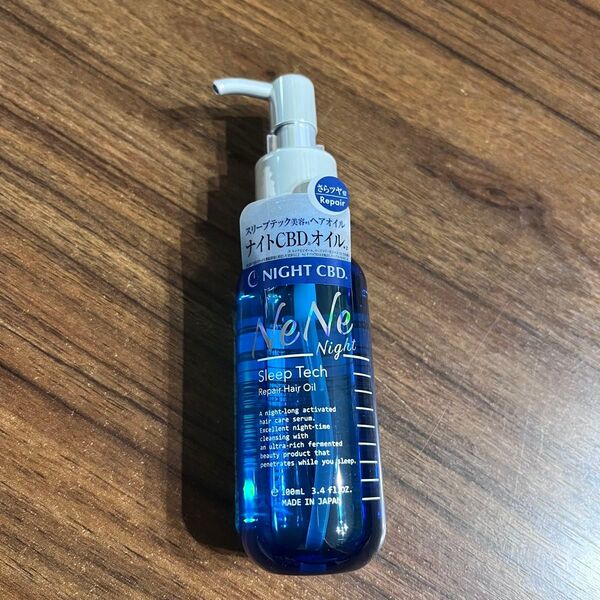 さらツヤ髪
Repair
スリープテック美容※1ヘアオイル
ナイトCBD※オイル※2
NIGHT CBD※
NeNe
Night
Sleep Tech
Repair Hair Oil
A night-long activated
hair care serum.
Excellent night-time
cleansing with
an ultra-rich fermented
beauty product that
penetrates while you sleep.
e 100mL 3.4 fl.OZ.
MADE IN JAPAN